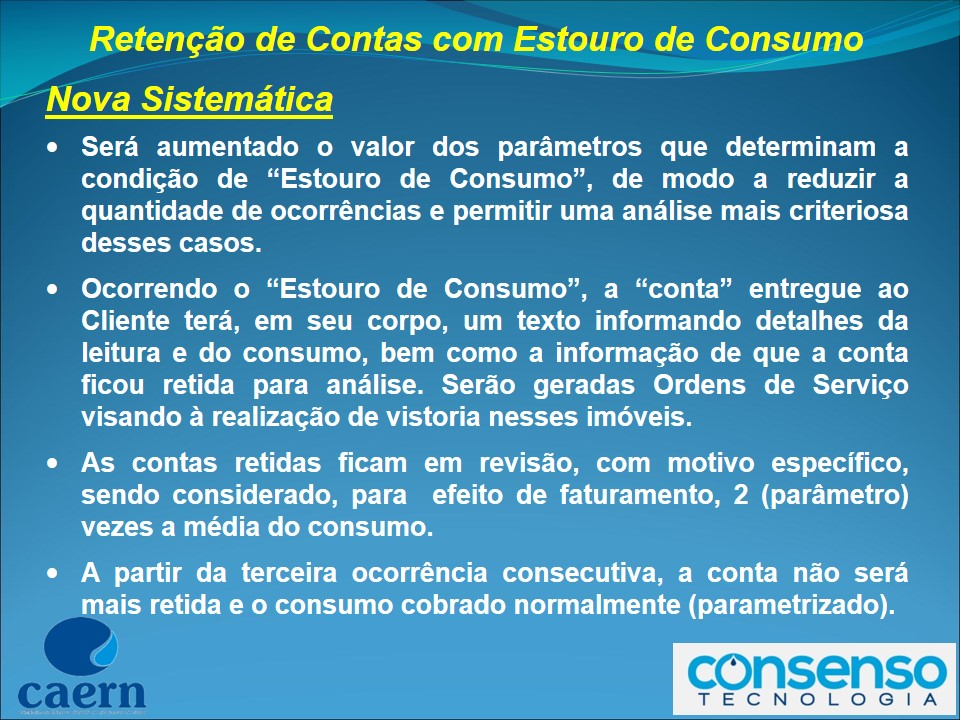 Retenção de Contas com Estouro de Consumo
Nova Sistemática
• Será aumentado o valor dos parâmetros que determinam a
condição de “Estouro de Consumo”, de modo a reduzir a
quantidade de ocorrências e permitir uma análise mais criteriosa
desses casos.
• Ocorrendo o “Estouro de Consumo”, a “conta” entregue ao
Cliente terá, em seu corpo, um texto informando detalhes da
leitura e do consumo, bem como a informação de que a conta
ficou retida para análise. Serão geradas Ordens de Serviço
visando à realização de vistoria nesses imóveis.
• As contas retidas ficam em revisão, com motivo específico,
sendo considerado, para efeito de faturamento, 2 (parâmetro)
vezes a média do consumo.
• A partir da terceira ocorrência consecutiva, a conta não será
mais retida e o consumo cobrado normalmente (parametrizado).
caern
consenso
TECNOLOGIA